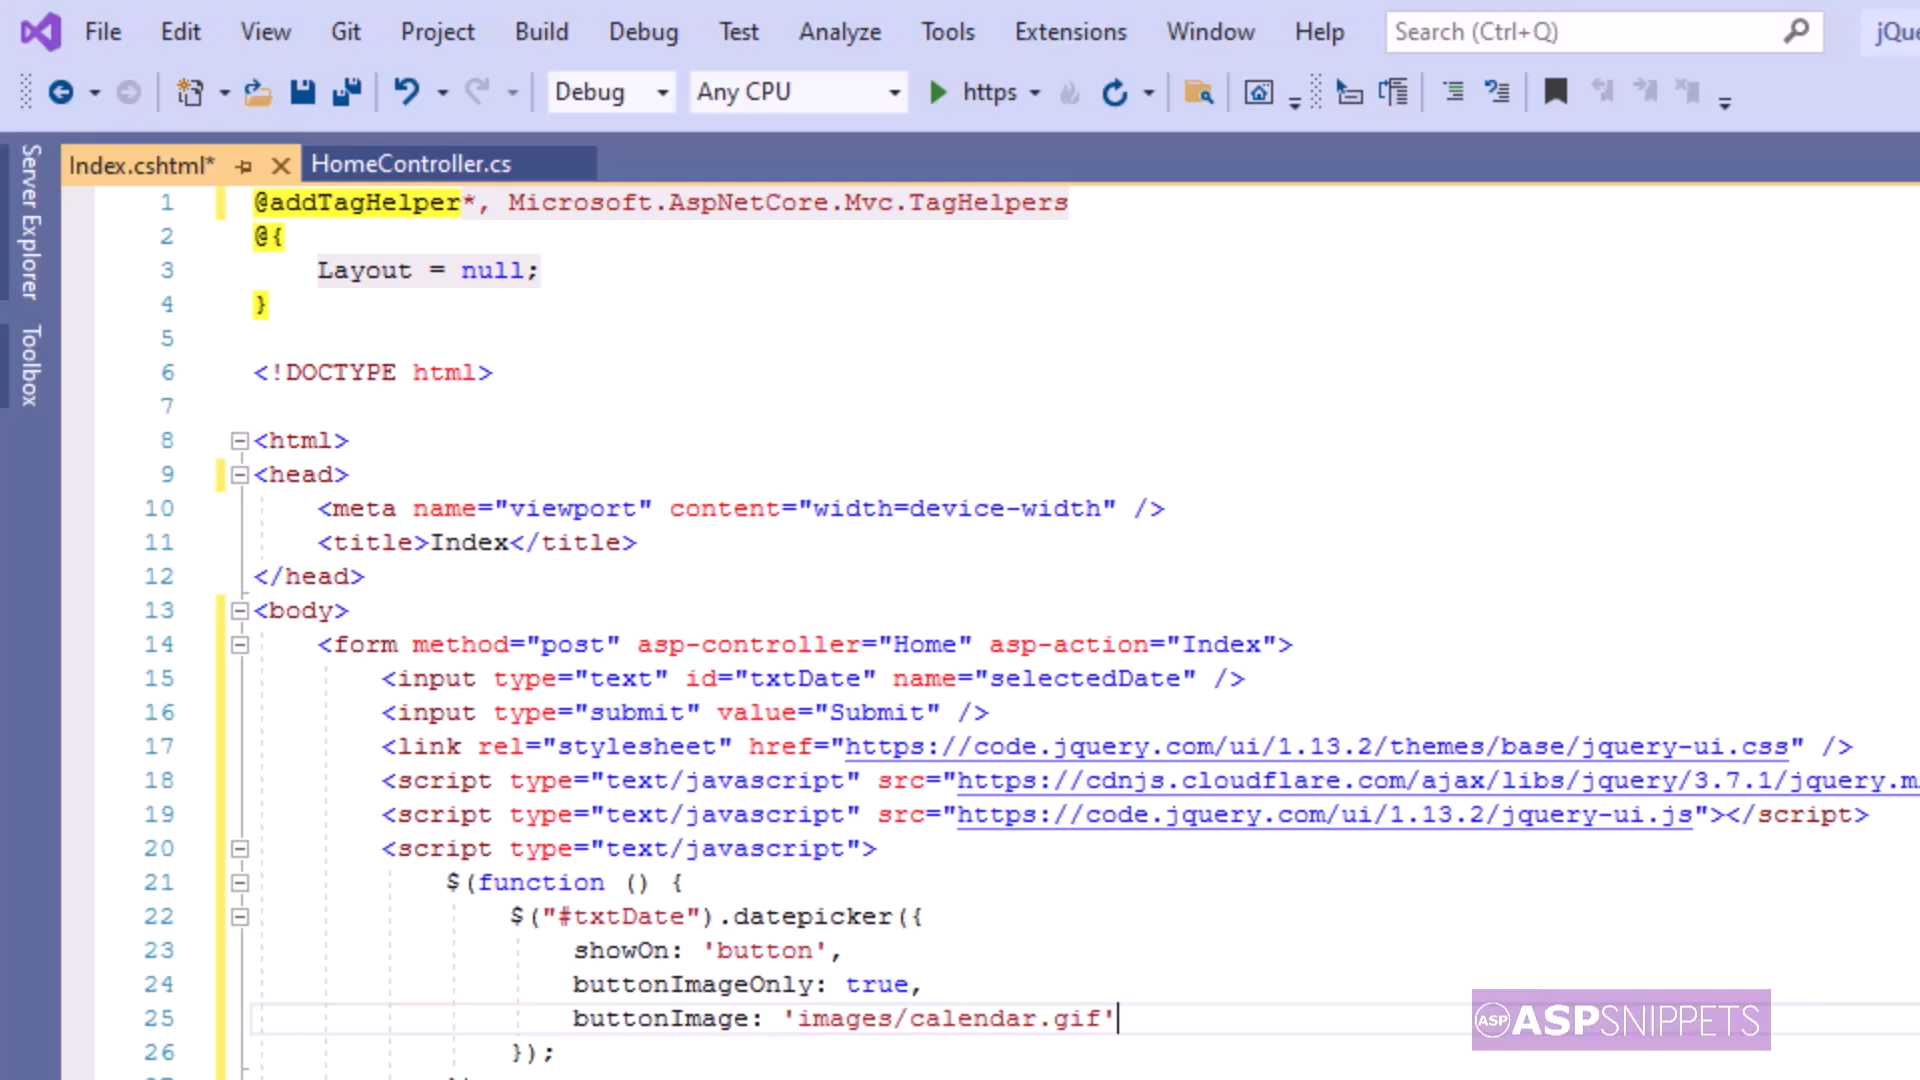 File Edit View Git Project Build Debug Test Analyze Tools Extensions Window Help Search (Ctrl+Q)
Debug Any CPU https
Server Explorer
Toolbox
Index.cshtml* HomeController.cs
1 @addTagHelper*, Microsoft.AspNetCore.Mvc.TagHelpers
2 @{
3 Layout = null;
4 }
5
6 <!DOCTYPE html>
7
8 <html>
9 <head>
10 <meta name="viewport" content="width=device-width" />
11 <title>Index</title>
12 </head>
13 <body>
14 <form method="post" asp-controller="Home" asp-action="Index">
15 <input type="text" id="txtDate" name="selectedDate" />
16 <input type="submit" value="Submit" />
17 <link rel="stylesheet" href="https://code.jquery.com/ui/1.13.2/themes/base/jquery-ui.css" />
18 <script type="text/javascript" src="https://cdnjs.cloudflare.com/ajax/libs/jquery/3.7.1/jquery.m
19 <script type="text/javascript" src="https://code.jquery.com/ui/1.13.2/jquery-ui.js"></script>
20 <script type="text/javascript">
21 $(function () {
22 $("#txtDate").datepicker({
23 showOn: 'button',
24 buttonImageOnly: true,
25 buttonImage: 'images/calendar.gif'
26 });
ASP ASPSNIPPETS